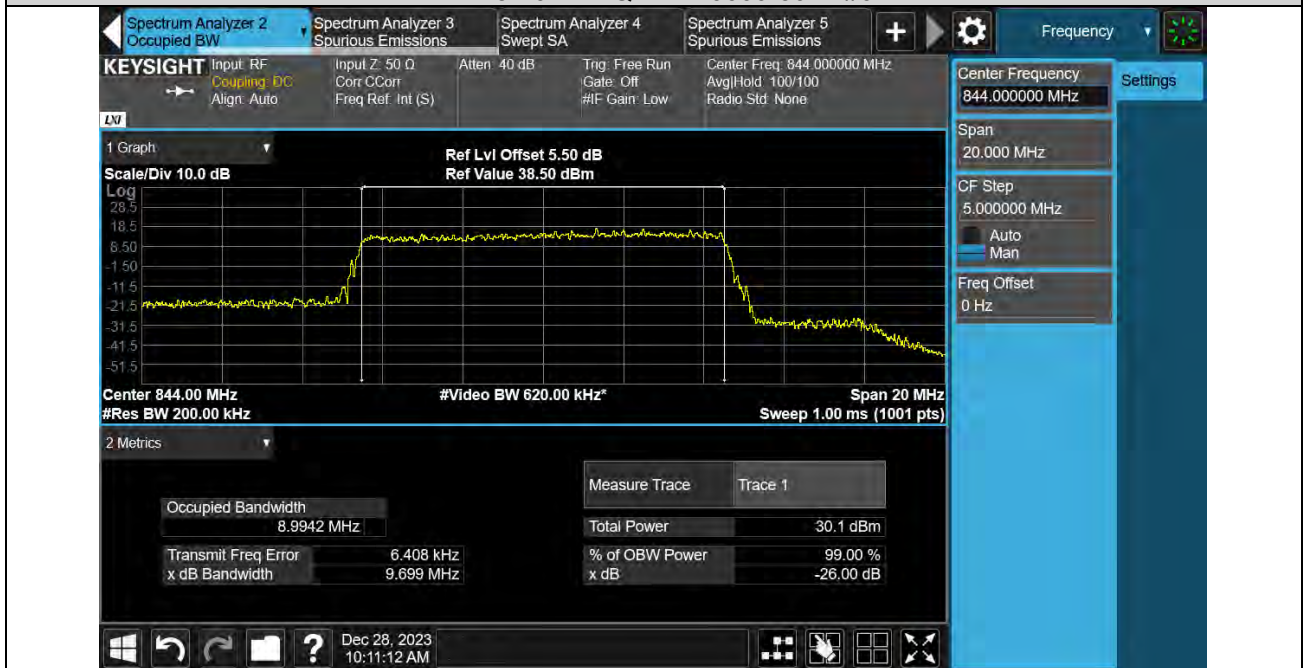 Spectrum Analyzer 2
Occupied BW
Spectrum Analyzer 3
Spurious Emissions
Spectrum Analyzer 4
Swept SA
Spectrum Analyzer 5
Spurious Emissions
Frequency
KEYSIGHT
Input: RF
Coupling: DC
Align: Auto
Input Z: 50 Ω
Corr CCorr
Freq Ref: Int (S)
Atten: 40 dB
Trig: Free Run
Gate: Off
#IF Gain: Low
Center Freq: 844.000000 MHz
Avg|Hold: 100/100
Radio Std: None
LXI
Center Frequency
844.000000 MHz
Settings
Span
20.000 MHz
CF Step
5.000000 MHz
Auto
Man
Freq Offset
0 Hz
1 Graph
Scale/Div 10.0 dB
Ref Lvl Offset 5.50 dB
Ref Value 38.50 dBm
Log
28.5
18.5
8.50
-1.50
-11.5
-21.5
-31.5
-41.5
-51.5
Center 844.00 MHz
#Res BW 200.00 kHz
#Video BW 620.00 kHz*
Span 20 MHz
Sweep 1.00 ms (1001 pts)
2 Metrics
Measure Trace Trace 1
Occupied Bandwidth
8.9942 MHz
Total Power 30.1 dBm
Transmit Freq Error 6.408 kHz
% of OBW Power 99.00 %
x dB Bandwidth 9.699 MHz
x dB -26.00 dB
Dec 28, 2023
10:11:12 AM